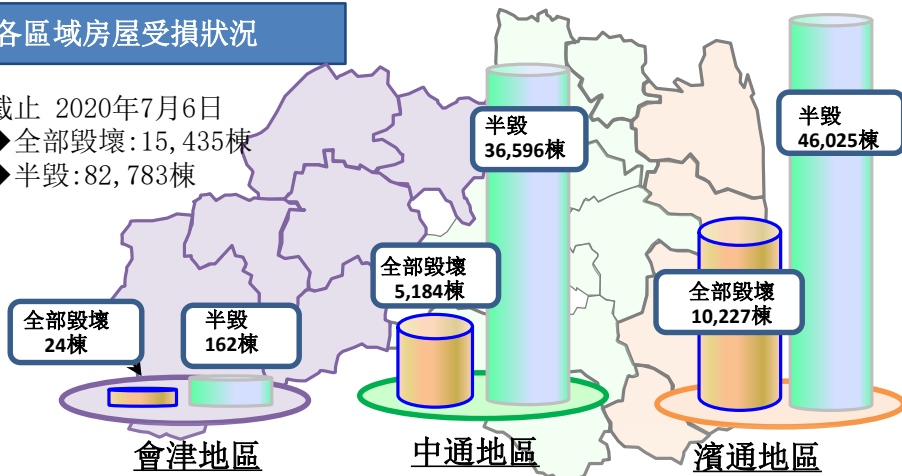 各區域房屋受損狀況
截止 2020年7月6日
◆全部毀壞:15,435棟
◆半毀:82,783棟
半毀
46,025棟
半毀
36,596棟
全部毀壞
10,227棟
全部毀壞
5,184棟
全部毀壞
24棟
半毀
162棟
會津地區
中通地區
濱通地區